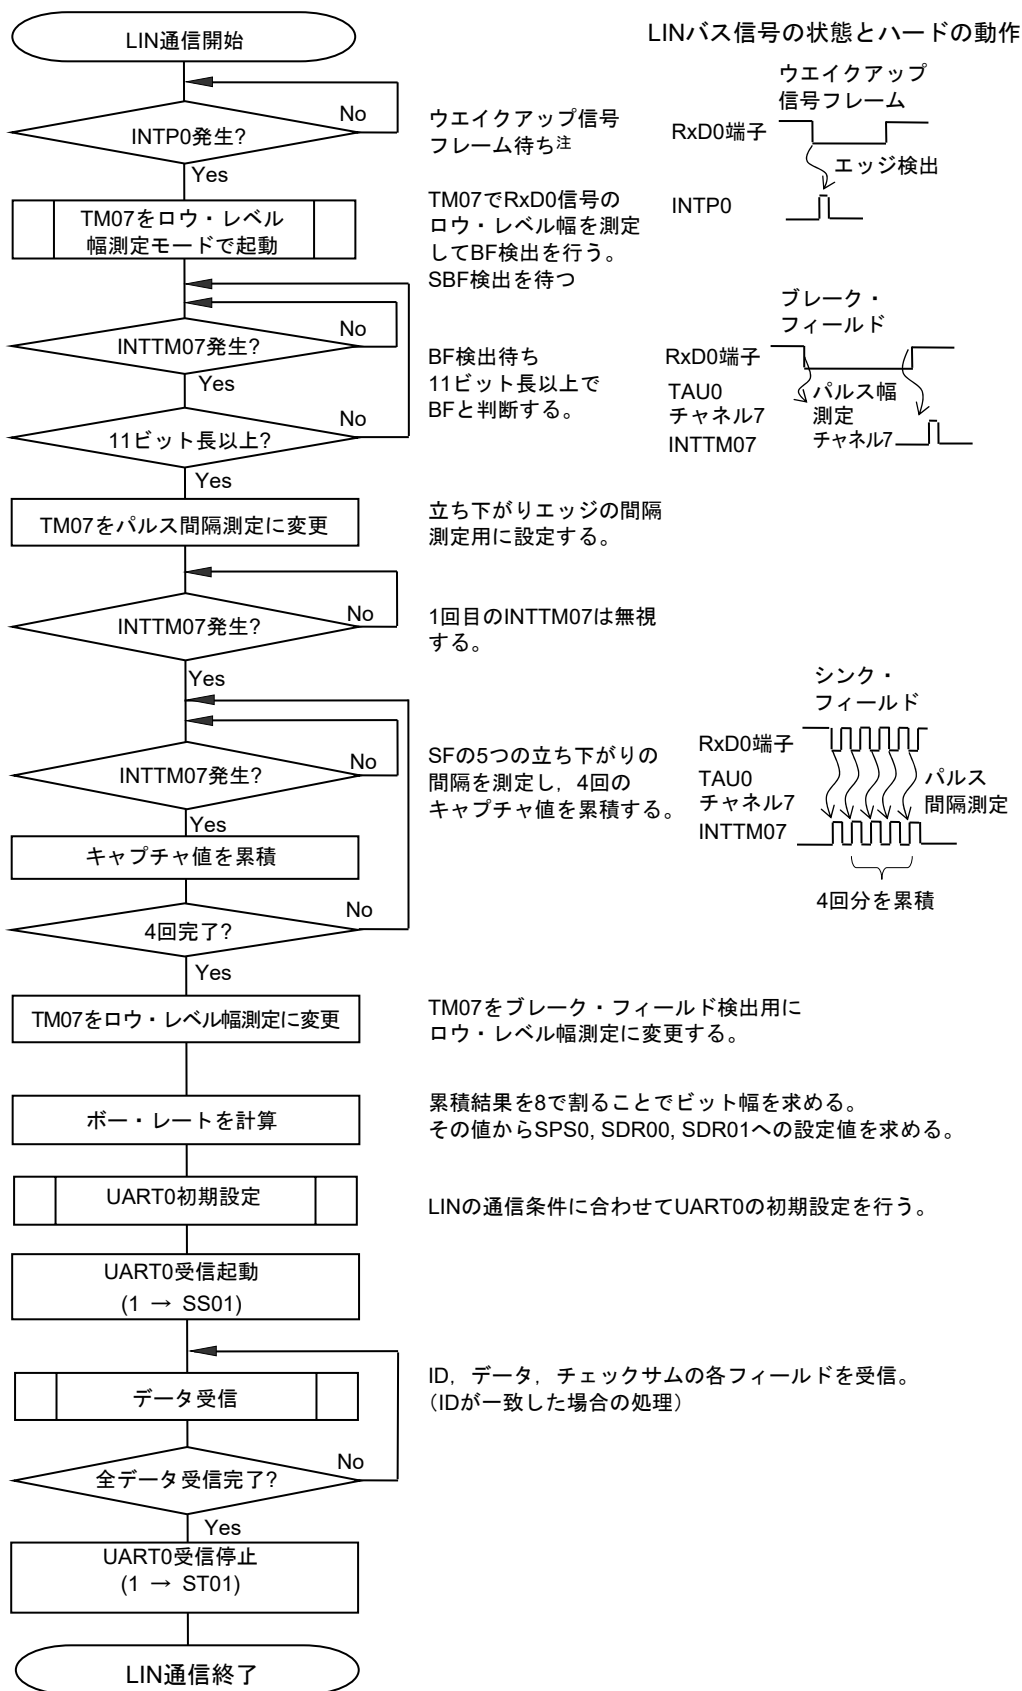 LIN通信開始
LINバス信号の状態とハードの動作
No
INTP0発生?
Yes
ウエイクアップ信号
フレーム待ち注
ウエイクアップ
信号フレーム
RxD0端子
エッジ検出
INTP0
TM07をロウ・レベル
幅測定モードで起動
TM07でRxD0信号の
ロウ・レベル幅を測定
してBF検出を行う。
SBF検出を待つ
No
INTTM07発生?
Yes
BF検出待ち
11ビット長以上で
BFと判断する。
ブレーク・
フィールド
RxD0端子
TAU0
チャネル7
パルス幅
測定
チャネル7
INTTM07
No
11ビット長以上?
Yes
TM07をパルス間隔測定に変更
立ち下がりエッジの間隔
測定用に設定する。
No
INTTM07発生?
Yes
1回目のINTTM07は無視
する。
シンク・
フィールド
RxD0端子
TAU0
チャネル7
パルス
間隔測定
INTTM07
4回分を累積
No
INTTM07発生?
Yes
SFの5つの立ち下がりの
間隔を測定し，4回の
キャプチャ値を累積する。
キャプチャ値を累積
No
4回完了?
Yes
TM07をロウ・レベル幅測定に変更
TM07をブレーク・フィールド検出用に
ロウ・レベル幅測定に変更する。
ボー・レートを計算
累積結果を8で割ることでビット幅を求める。
その値からSPS0, SDR00, SDR01への設定値を求める。
UART0初期設定
LINの通信条件に合わせてUART0の初期設定を行う。
UART0受信起動
(1 → SS01)
データ受信
ID，データ，チェックサムの各フィールドを受信。
（IDが一致した場合の処理）
No
全データ受信完了?
Yes
UART0受信停止
(1 → ST01)
LIN通信終了